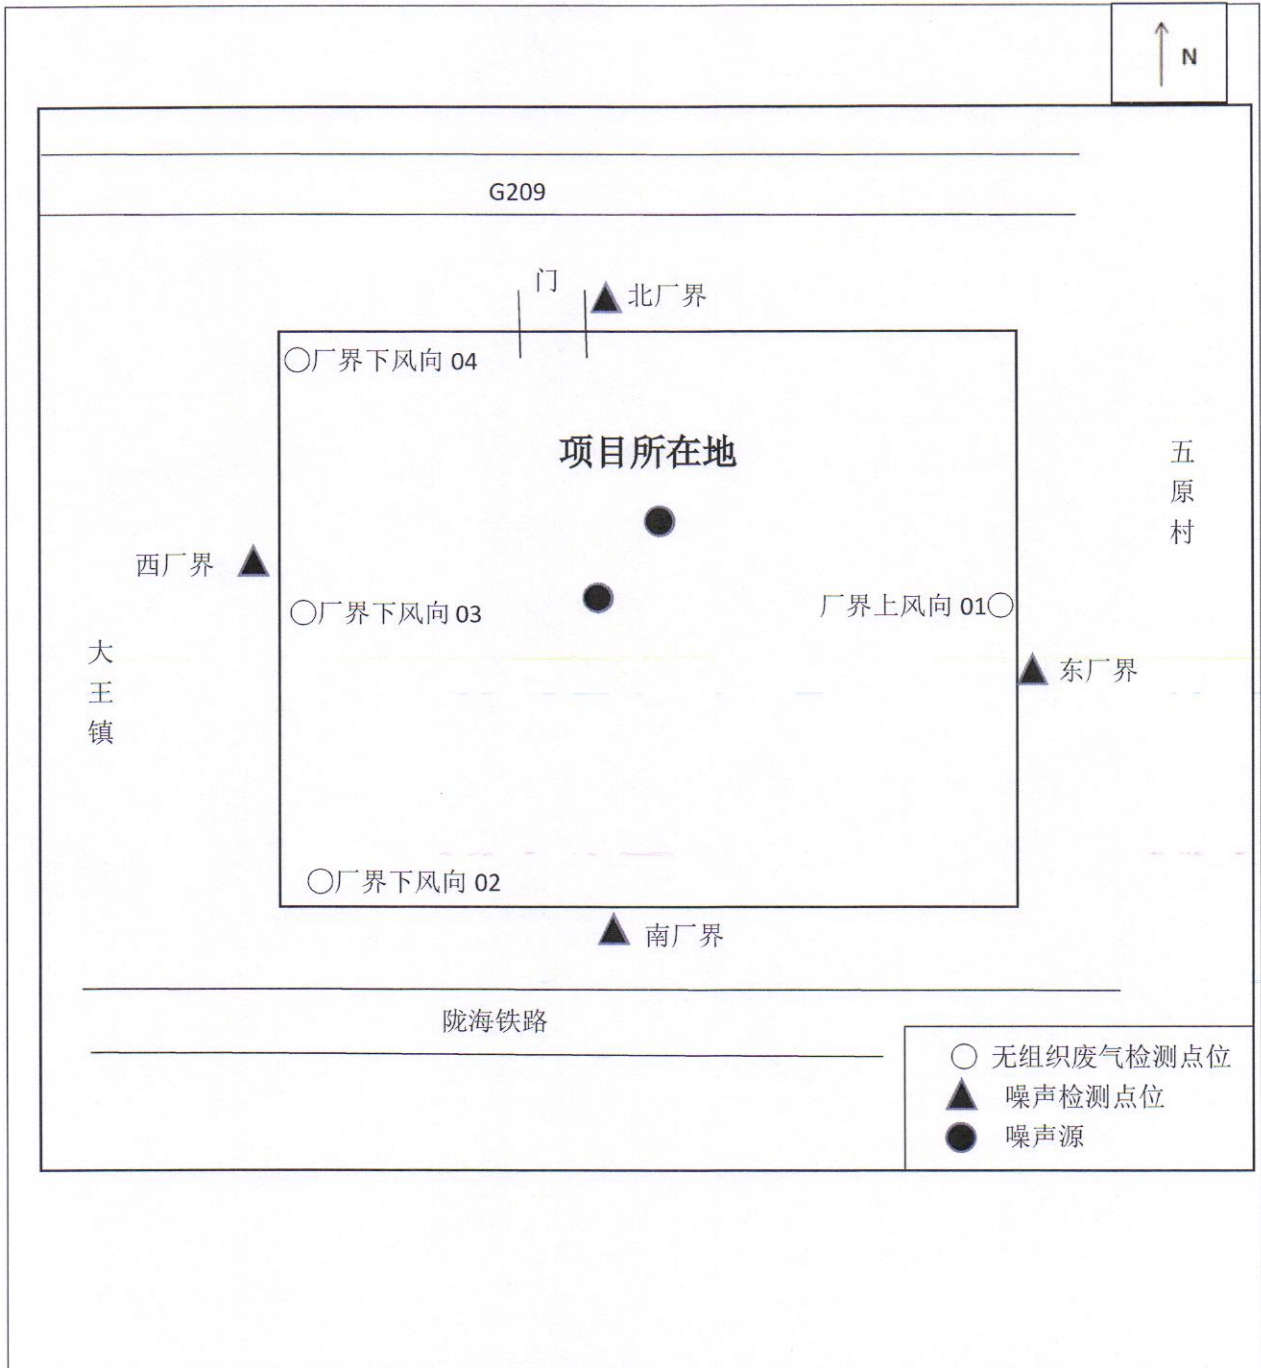 N
G209
门
北厂界
厂界下风向 04
项目所在地
五原村
西厂界
厂界下风向 03
厂界上风向 01
大王镇
东厂界
厂界下风向 02
南厂界
陇海铁路
无组织废气检测点位
噪声检测点位
噪声源